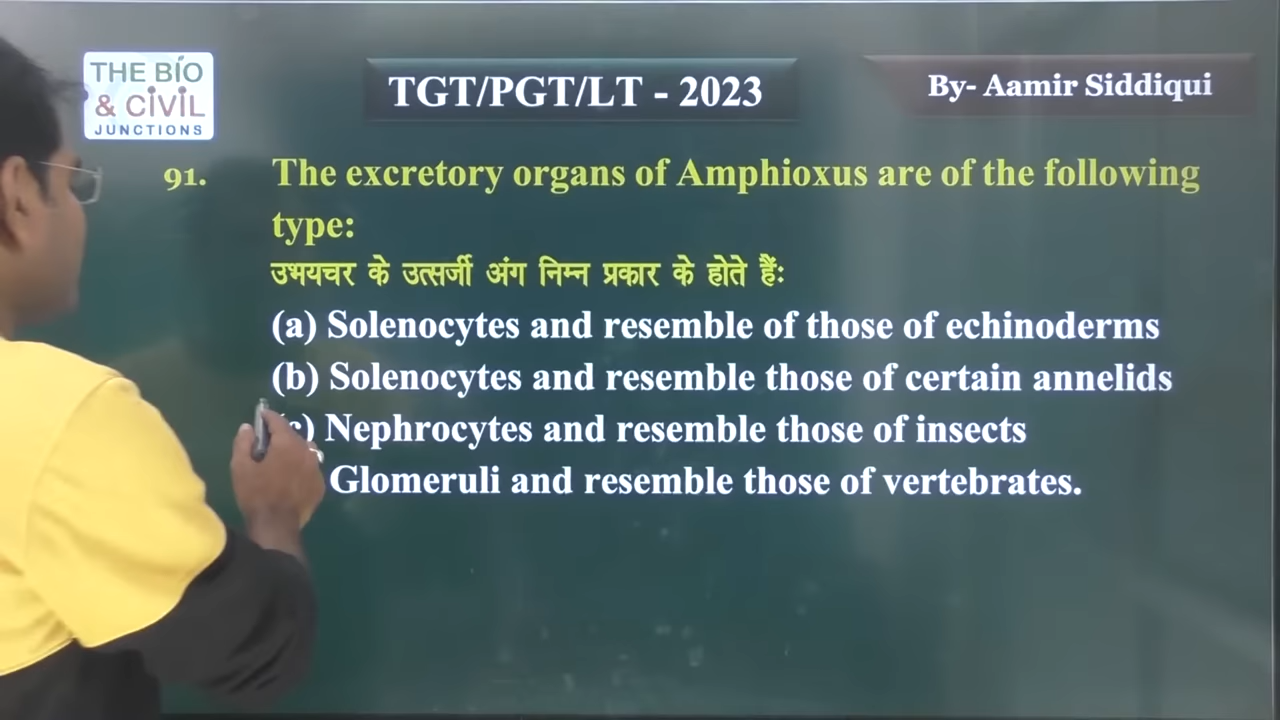 THE BIO
& CIVIL
JUNCTIONS
TGT/PGT/LT - 2023
By- Aamir Siddiqui
91. The excretory organs of Amphioxus are of the following
type:
उभयचर के उत्सर्जी अंग निम्न प्रकार के होते हैं:
(a) Solenocytes and resemble of those of echinoderms
(b) Solenocytes and resemble those of certain annelids
Nephrocytes and resemble those of insects
Glomeruli and resemble those of vertebrates.